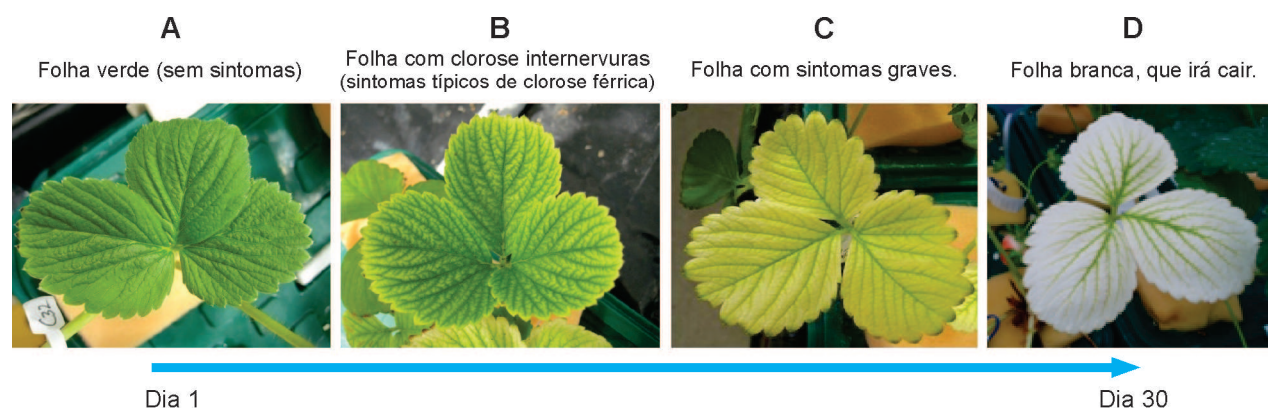 A
Folha verde (sem sintomas)
B
Folha com clorose internervuras
(sintomas típicos de clorose férrica)
C
Folha com sintomas graves.
D
Folha branca, que irá cair.
C32
Dia 1
Dia 30